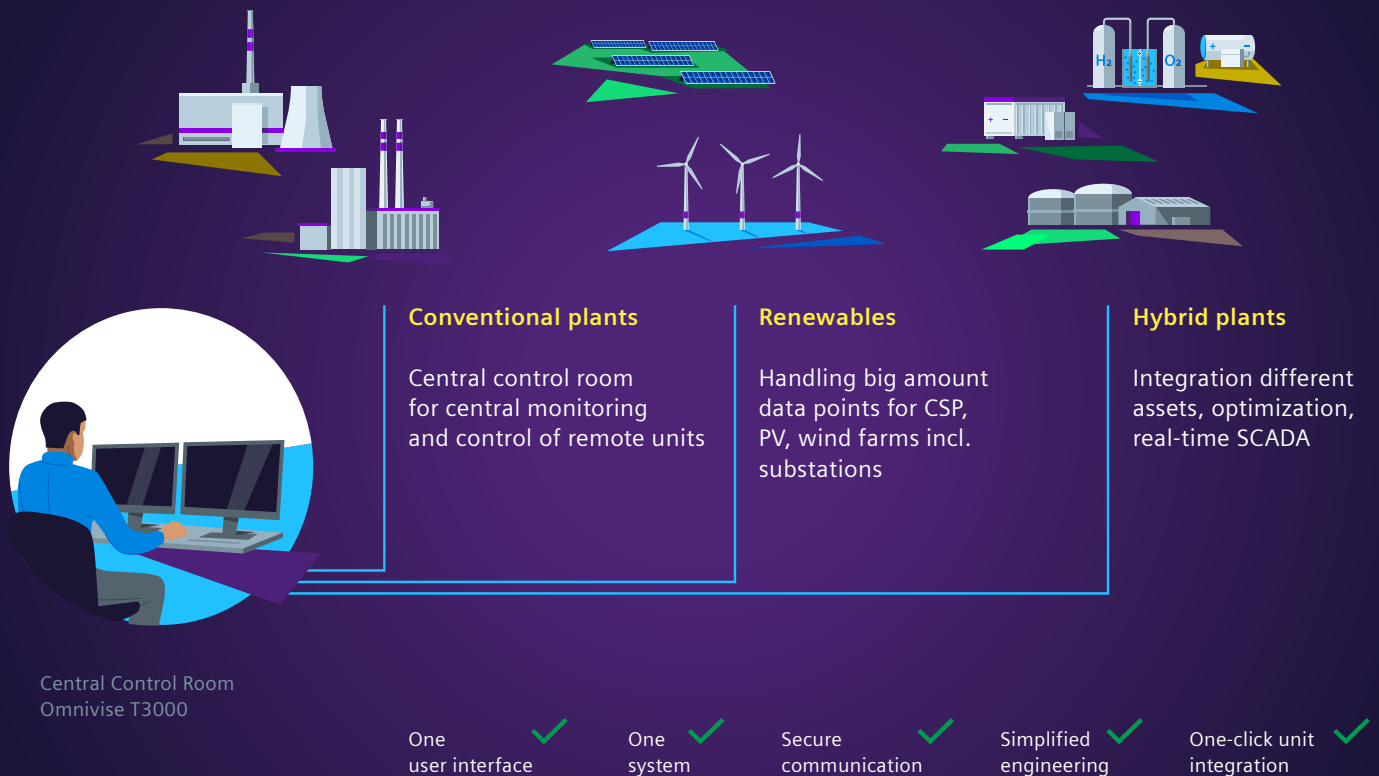 H₂
O₂
Conventional plants
Central control room
for central monitoring
and control of remote units
Renewables
Handling big amount
data points for CSP,
PV, wind farms incl.
substations
Hybrid plants
Integration different
assets, optimization,
real-time SCADA
Central Control Room
Omnivise T3000
One
user interface
One
system
Secure
communication
Simplified
engineering
One-click unit
integration